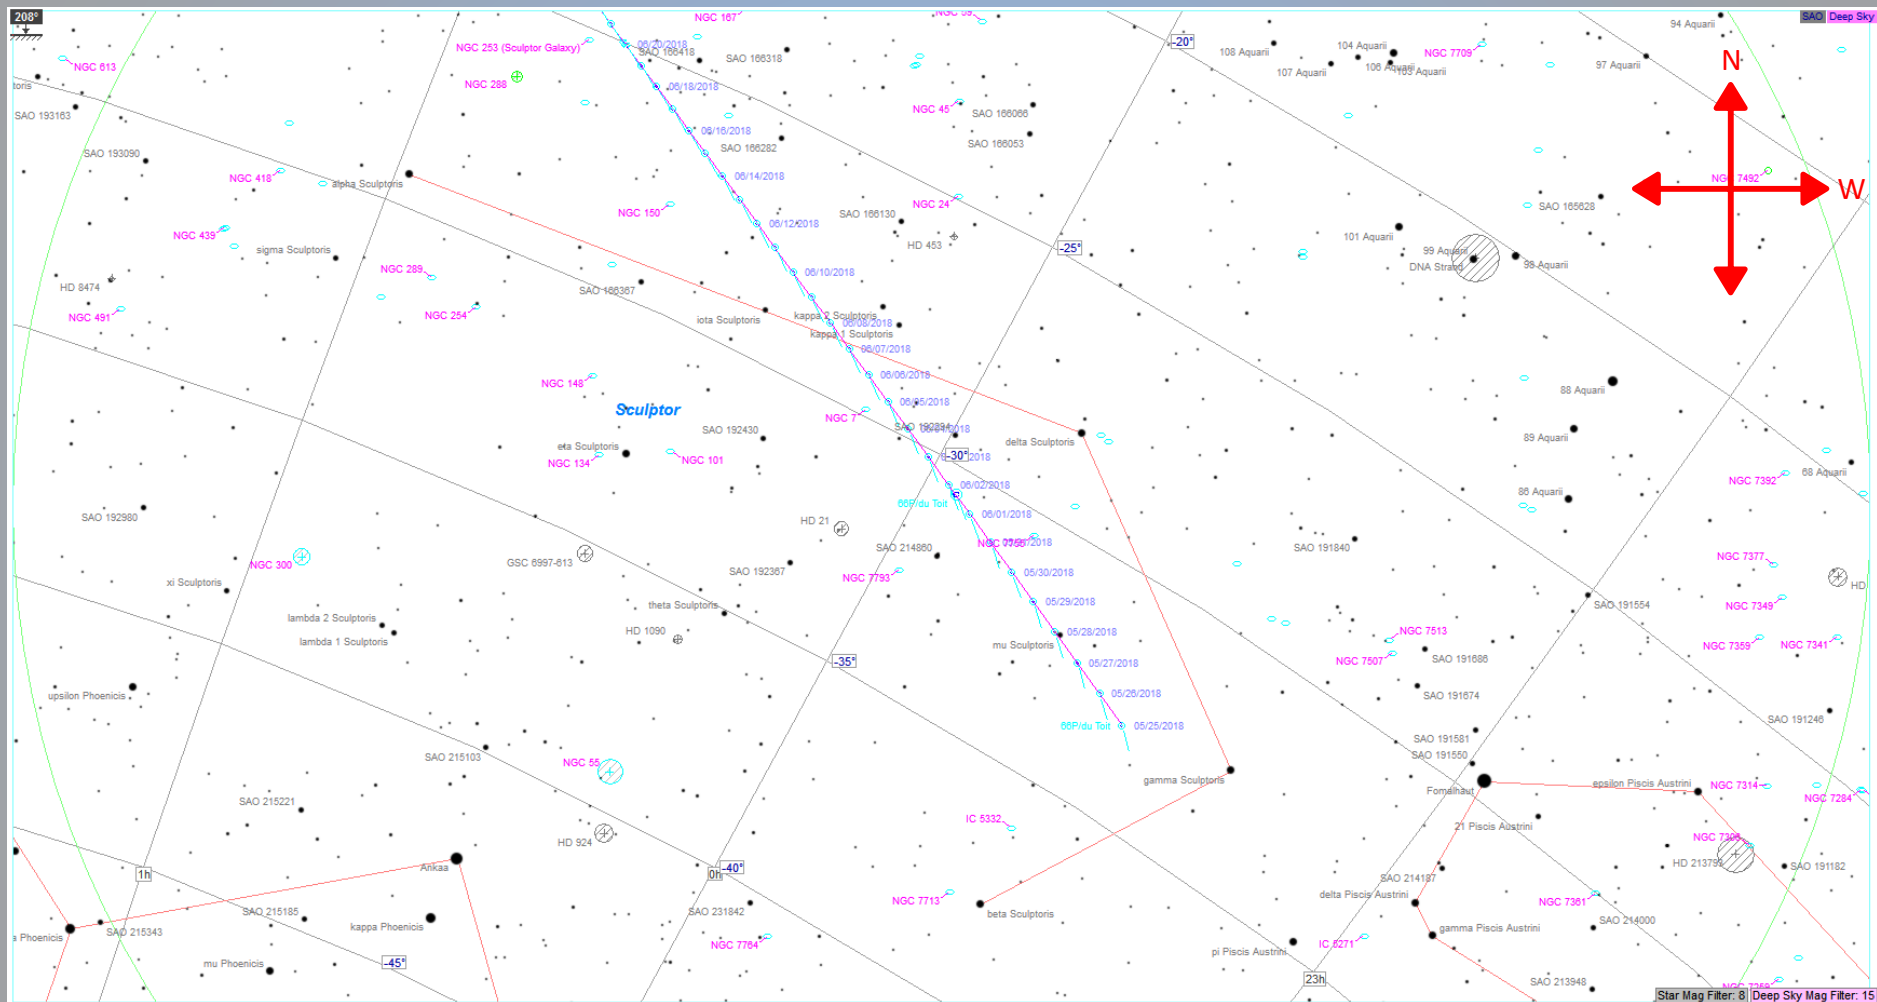 208°
SAO Deep Sky
NGC 167
NGC 59
94 Aquarii
NGC 253 (Sculptor Galaxy)
06/20/2018
SAO 166418
SAO 166318
-20°
108 Aquarii
104 Aquarii
NGC 7709
97 Aquarii
N
NGC 613
107 Aquarii
106 Aquarii
103 Aquarii
toris
NGC 288
06/18/2018
SAO 193163
NGC 45
SAO 166066
06/16/2018
SAO 166282
SAO 166053
SAO 193090
NGC 418
alpha Sculptoris
06/14/2018
NGC 7492
W
NGC 150
NGC 24
SAO 166130
SAO 165628
NGC 439
06/12/2018
101 Aquarii
HD 453
-25°
sigma Sculptoris
99 Aquarii
DNA Strand
98 Aquarii
NGC 289
06/10/2018
HD 8474
SAO 166367
NGC 491
NGC 254
iota Sculptoris
kappa 2 Sculptoris
06/08/2018
kappa 1 Sculptoris
06/07/2018
NGC 148
06/06/2018
88 Aquarii
Sculptor
06/05/2018
NGC 7
SAO 192430
delta Sculptoris
89 Aquarii
eta Sculptoris
-30°
NGC 134
NGC 101
68 Aquarii
NGC 7392
06/02/2018
86 Aquarii
66P/du Toit
SAO 192980
06/01/2018
HD 21
SAO 214860
SAO 191840
NGC 7755
NGC 300
GSC 6997-613
SAO 192367
NGC 7793
05/30/2018
NGC 7377
HD
xi Sculptoris
theta Sculptoris
05/29/2018
SAO 191554
NGC 7349
lambda 2 Sculptoris
HD 1090
05/28/2018
NGC 7513
lambda 1 Sculptoris
mu Sculptoris
NGC 7507
SAO 191686
NGC 7359
NGC 7341
-35°
05/27/2018
upsilon Phoenicis
05/26/2018
SAO 191674
66P/du Toit
05/25/2018
SAO 191246
SAO 215103
NGC 55
SAO 191581
SAO 191550
gamma Sculptoris
Fomalhaut
epsilon Piscis Austrini
NGC 7314
NGC 7284
SAO 215221
IC 5332
21 Piscis Austrini
HD 924
NGC 7306
HD 213793
SAO 191182
Ankaa
-40°
1h
0h
SAO 214187
delta Piscis Austrini
NGC 7713
NGC 7361
SAO 215185
SAO 231842
beta Sculptoris
SAO 214000
kappa Phoenicis
gamma Piscis Austrini
SAO 215343
a Phoenicis
NGC 7764
IC 5271
pi Piscis Austrini
mu Phoenicis
-45°
23h
SAO 213948
NGC 7259
Star Mag Filter: 8 Deep Sky Mag Filter: 15